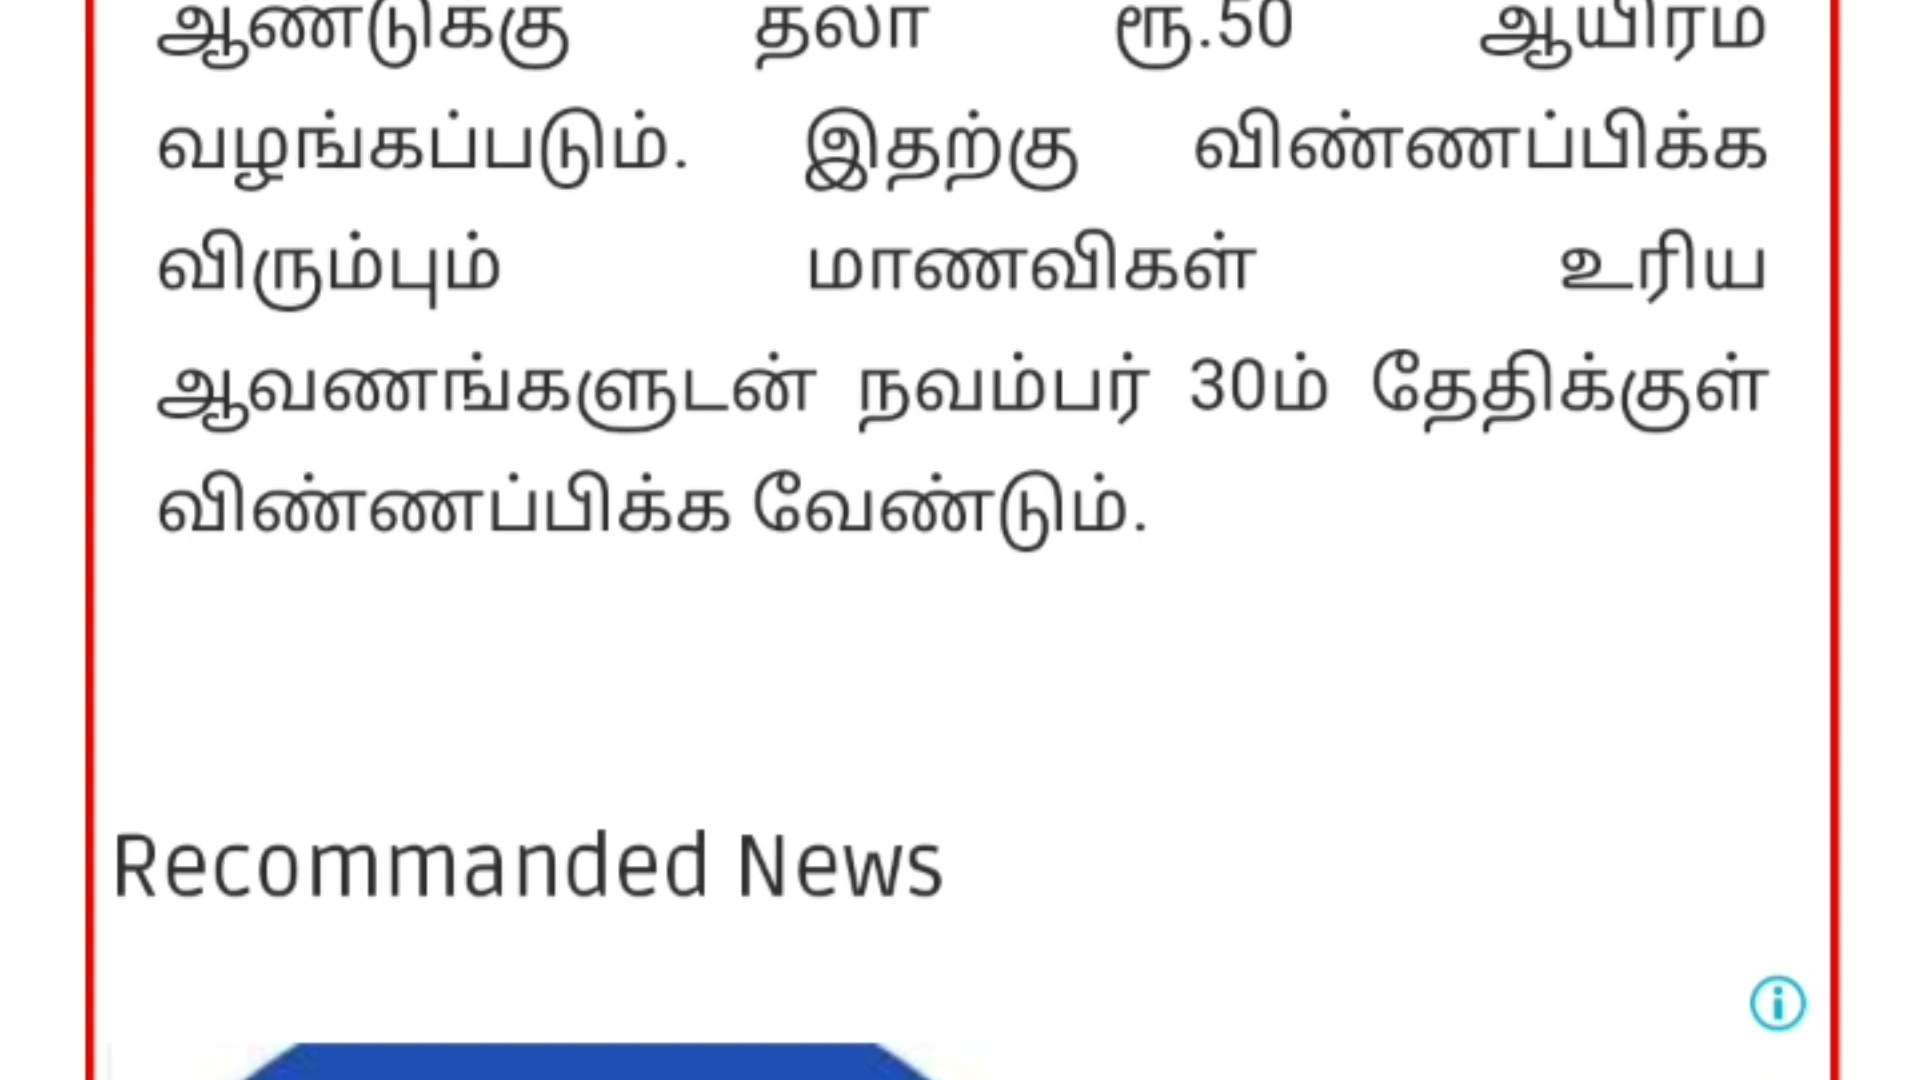 ஆண்டுக்கு தலா ரூ.50 ஆயிரம்
வழங்கப்படும். இதற்கு விண்ணப்பிக்க
விரும்பும் மாணவிகள் உரிய
ஆவணங்களுடன் நவம்பர் 30ம் தேதிக்குள்
விண்ணப்பிக்க வேண்டும்.
Recommanded News